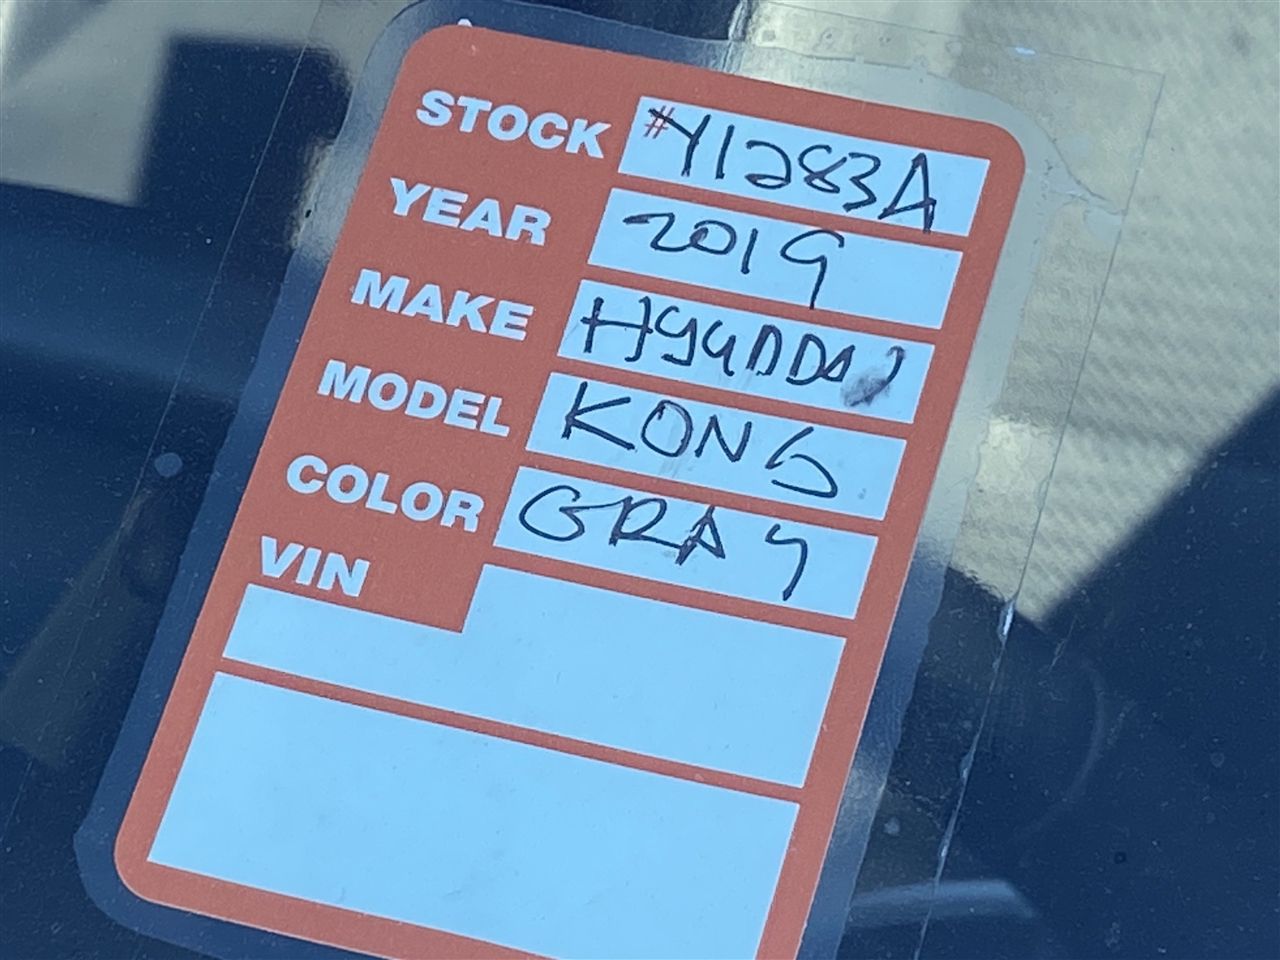 STOCK #Y1283A
YEAR 2019
MAKE HYUNDAI
MODEL KONG
COLOR GRAY
VIN